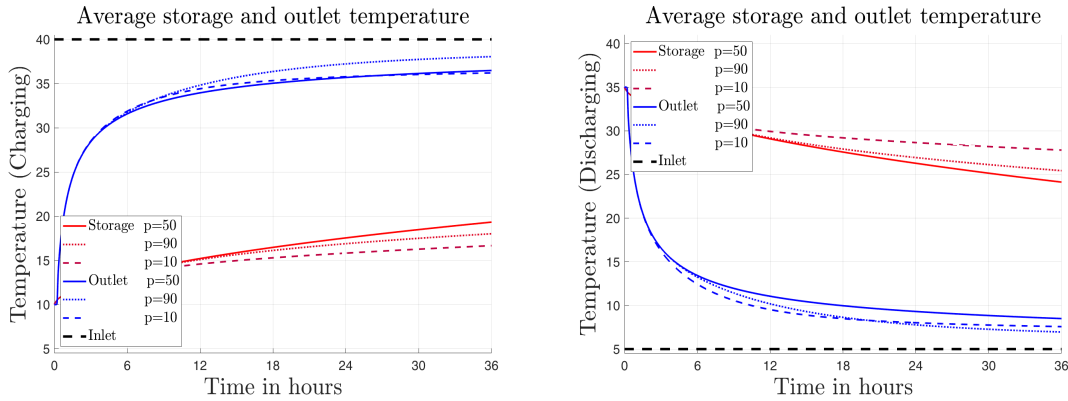 Average storage and outlet temperature
Temperature (Charging)
40
35
30
25
20
15
10
5
Storage p=50
p=90
p=10
Outlet p=50
p=90
p=10
Inlet
0 6 12 18 24 30 36
Time in hours
Average storage and outlet temperature
Temperature (Discharging)
40
35
30
25
20
15
10
5
Storage p=50
p=90
p=10
Outlet p=50
p=90
p=10
Inlet
0 6 12 18 24 30 36
Time in hours